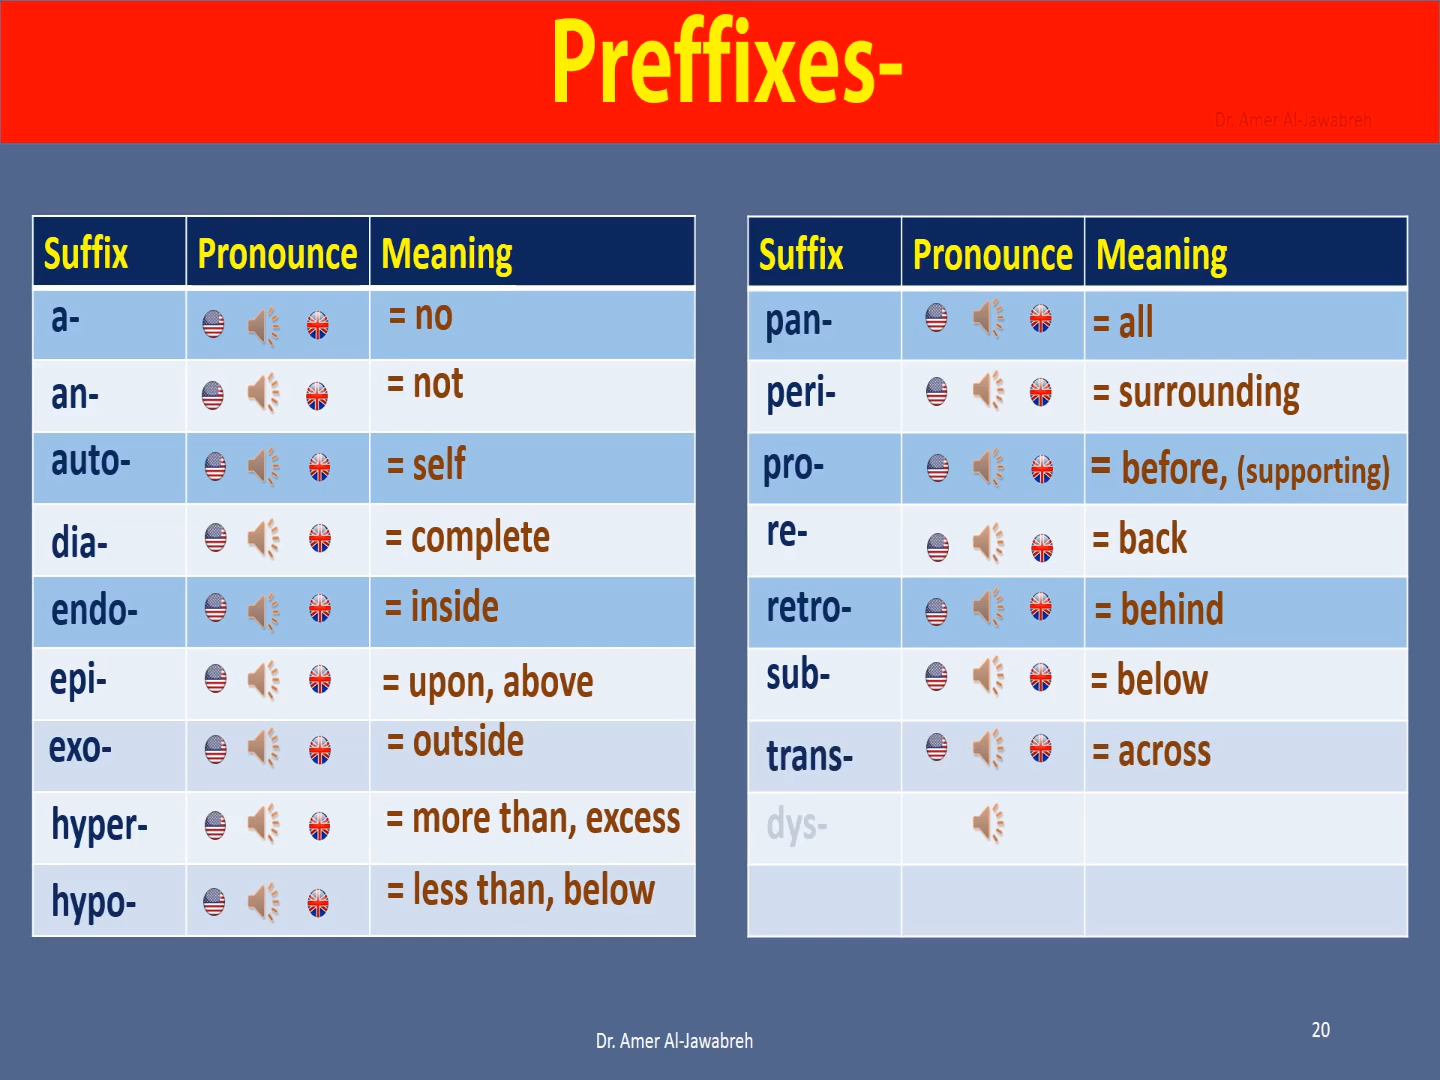 Preffixes-
Dr. Amer Al-Jawabreh
Suffix Pronounce Meaning
a- = no
an- = not
auto- = self
dia- = complete
endo- = inside
epi- = upon, above
exo- = outside
hyper- = more than, excess
hypo- = less than, below
Suffix Pronounce Meaning
pan- = all
peri- = surrounding
pro- = before, (supporting)
re- = back
retro- = behind
sub- = below
trans- = across
dys-
Dr. Amer Al-Jawabreh
20